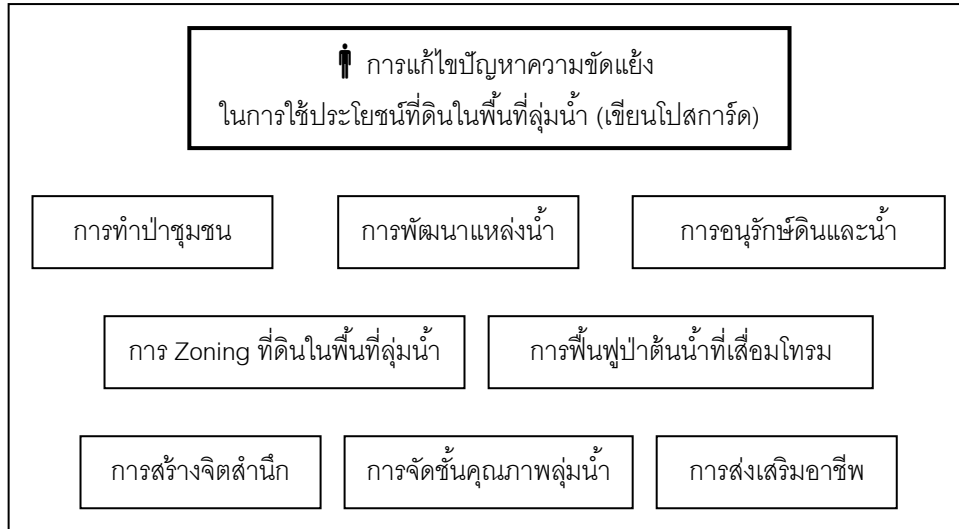 การแก้ไขปัญหาความขัดแย้ง
ในการใช้ประโยชน์ที่ดินในพื้นที่ลุ่มน้ำ (เขียนโปสการ์ด)
การทำป่าชุมชน
การพัฒนาแหล่งน้ำ
การอนุรักษ์ดินและน้ำ
การ Zoning ที่ดินในพื้นที่ลุ่มน้ำ
การฟื้นฟูป่าต้นน้ำที่เสื่อมโทรม
การสร้างจิตสำนึก
การจัดชั้นคุณภาพลุ่มน้ำ
การส่งเสริมอาชีพ